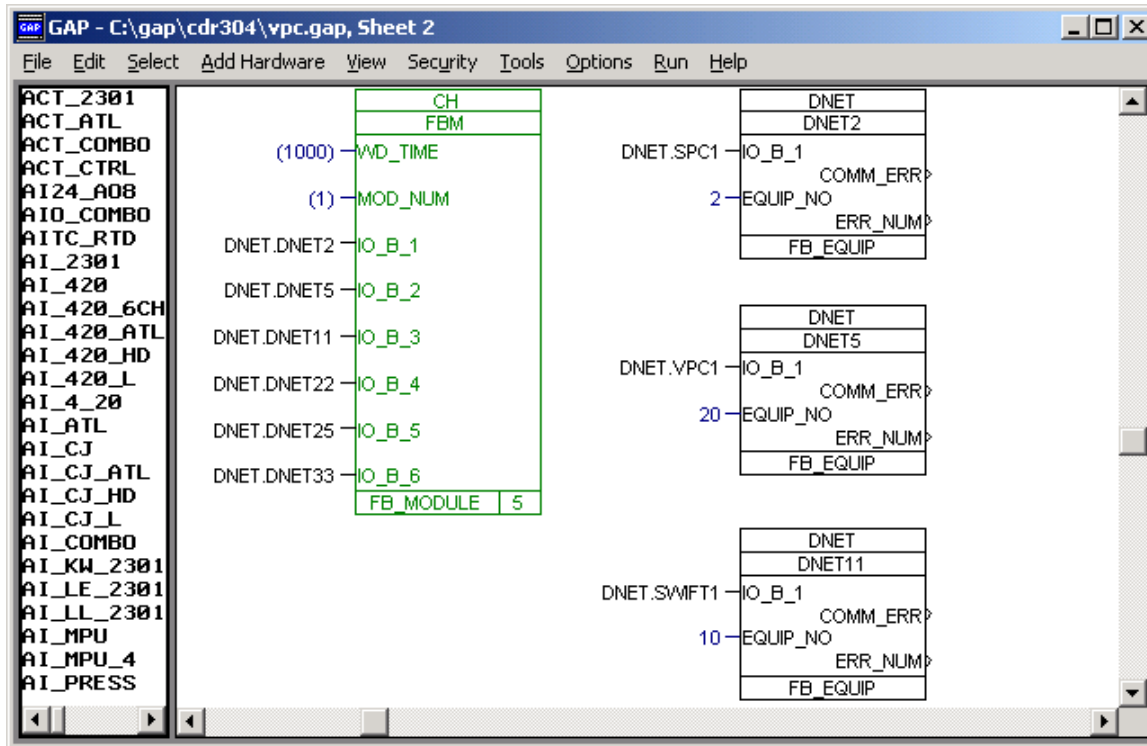 GAP GAP - C:\gap\cdr304\vpc.gap, Sheet 2
File Edit Select Add Hardware View Security Tools Options Run Help
ACT_2301
ACT_ATL
ACT_COMBO
ACT_CTRL
AI24_AO8
AIO_COMBO
AITC_RTD
AI_2301
AI_420
AI_420_6CH
AI_420_ATL
AI_420_HD
AI_420_L
AI_4_20
AI_ATL
AI_CJ
AI_CJ_ATL
AI_CJ_HD
AI_CJ_L
AI_COMBO
AI_KW_2301
AI_LE_2301
AI_LL_2301
AI_MPU
AI_MPU_4
AI_PRESS
CH
FBM
(1000) WD_TIME
(1) MOD_NUM
DNET.DNET2 IO_B_1
DNET.DNET5 IO_B_2
DNET.DNET11 IO_B_3
DNET.DNET22 IO_B_4
DNET.DNET25 IO_B_5
DNET.DNET33 IO_B_6
FB_MODULE 5
DNET
DNET2
DNET.SPC1 IO_B_1
COMM_ERR
2 EQUIP_NO
ERR_NUM
FB_EQUIP
DNET
DNET5
DNET.VPC1 IO_B_1
COMM_ERR
20 EQUIP_NO
ERR_NUM
FB_EQUIP
DNET
DNET11
DNET.SWIFT1 IO_B_1
COMM_ERR
10 EQUIP_NO
ERR_NUM
FB_EQUIP